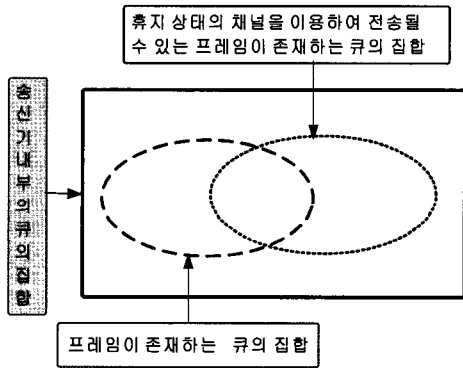 휴지 상태의 채널을 이용하여 전송될
수 있는 프레임이 존재하는 큐의 집합
송신기내부의큐의집합
프레임이 존재하는 큐의 집합